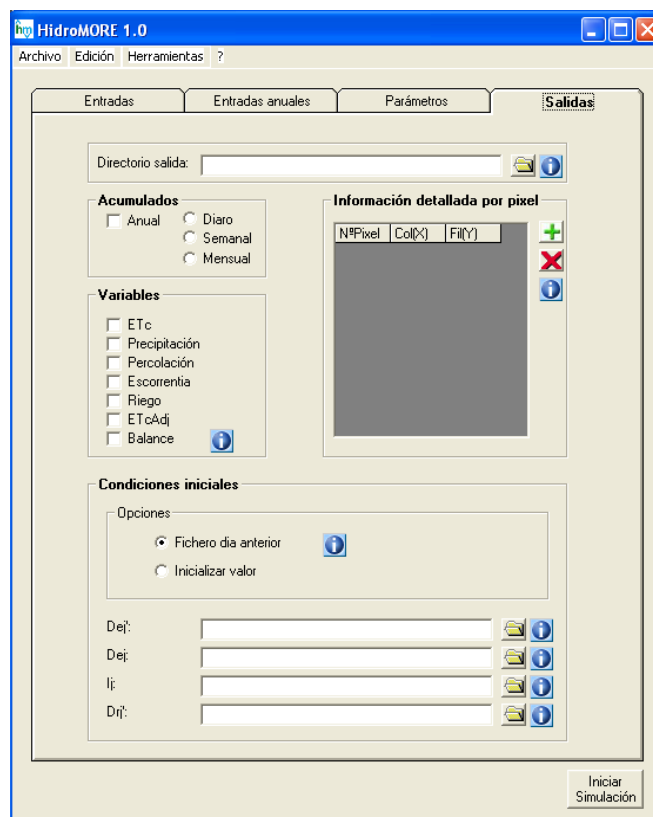 hm HidroMORE 1.0
Archivo Edición Herramientas ?
Entradas Entradas anuales Parámetros Salidas
Directorio salida:
Acumulados
Anual
Diaro
Semanal
Mensual
Información detallada por pixel
NºPixel Col(X) Fil(Y)
Variables
ETc
Precipitación
Percolación
Escorrentia
Riego
ETcAdj
Balance
Condiciones iniciales
Opciones
Fichero dia anterior
Inicializar valor
Dej':
Dej:
Ij:
Drj':
Iniciar
Simulación